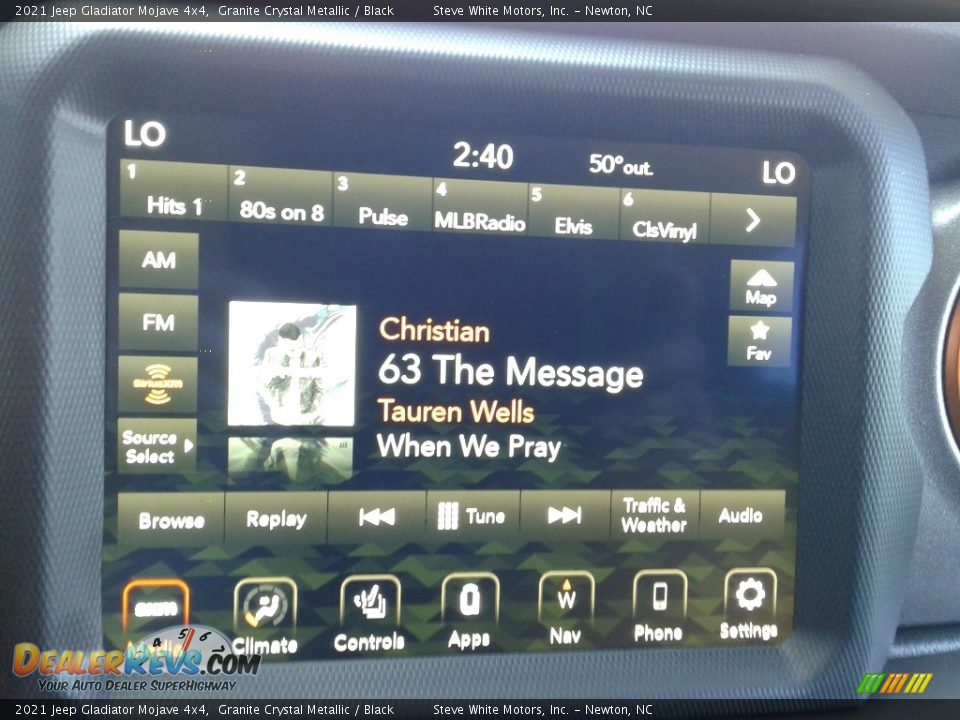 2021 Jeep Gladiator Mojave 4x4, Granite Crystal Metallic / Black Steve White Motors, Inc. – Newton, NC
LO 2:40 50° out. LO
1 Hits 1 2 80s on 8 3 Pulse 4 MLBRadio 5 Elvis 6 ClsVinyl
AM
FM
SiriusXM
Source Select
Map
Fav
Christian
63 The Message
Tauren Wells
When We Pray
Browse Replay Tune Traffic & Weather Audio
Climate Controls Apps W Nav Phone Settings
4 5 6
DealerRevs.com
Your Auto Dealer SuperHighway
2021 Jeep Gladiator Mojave 4x4, Granite Crystal Metallic / Black Steve White Motors, Inc. – Newton, NC